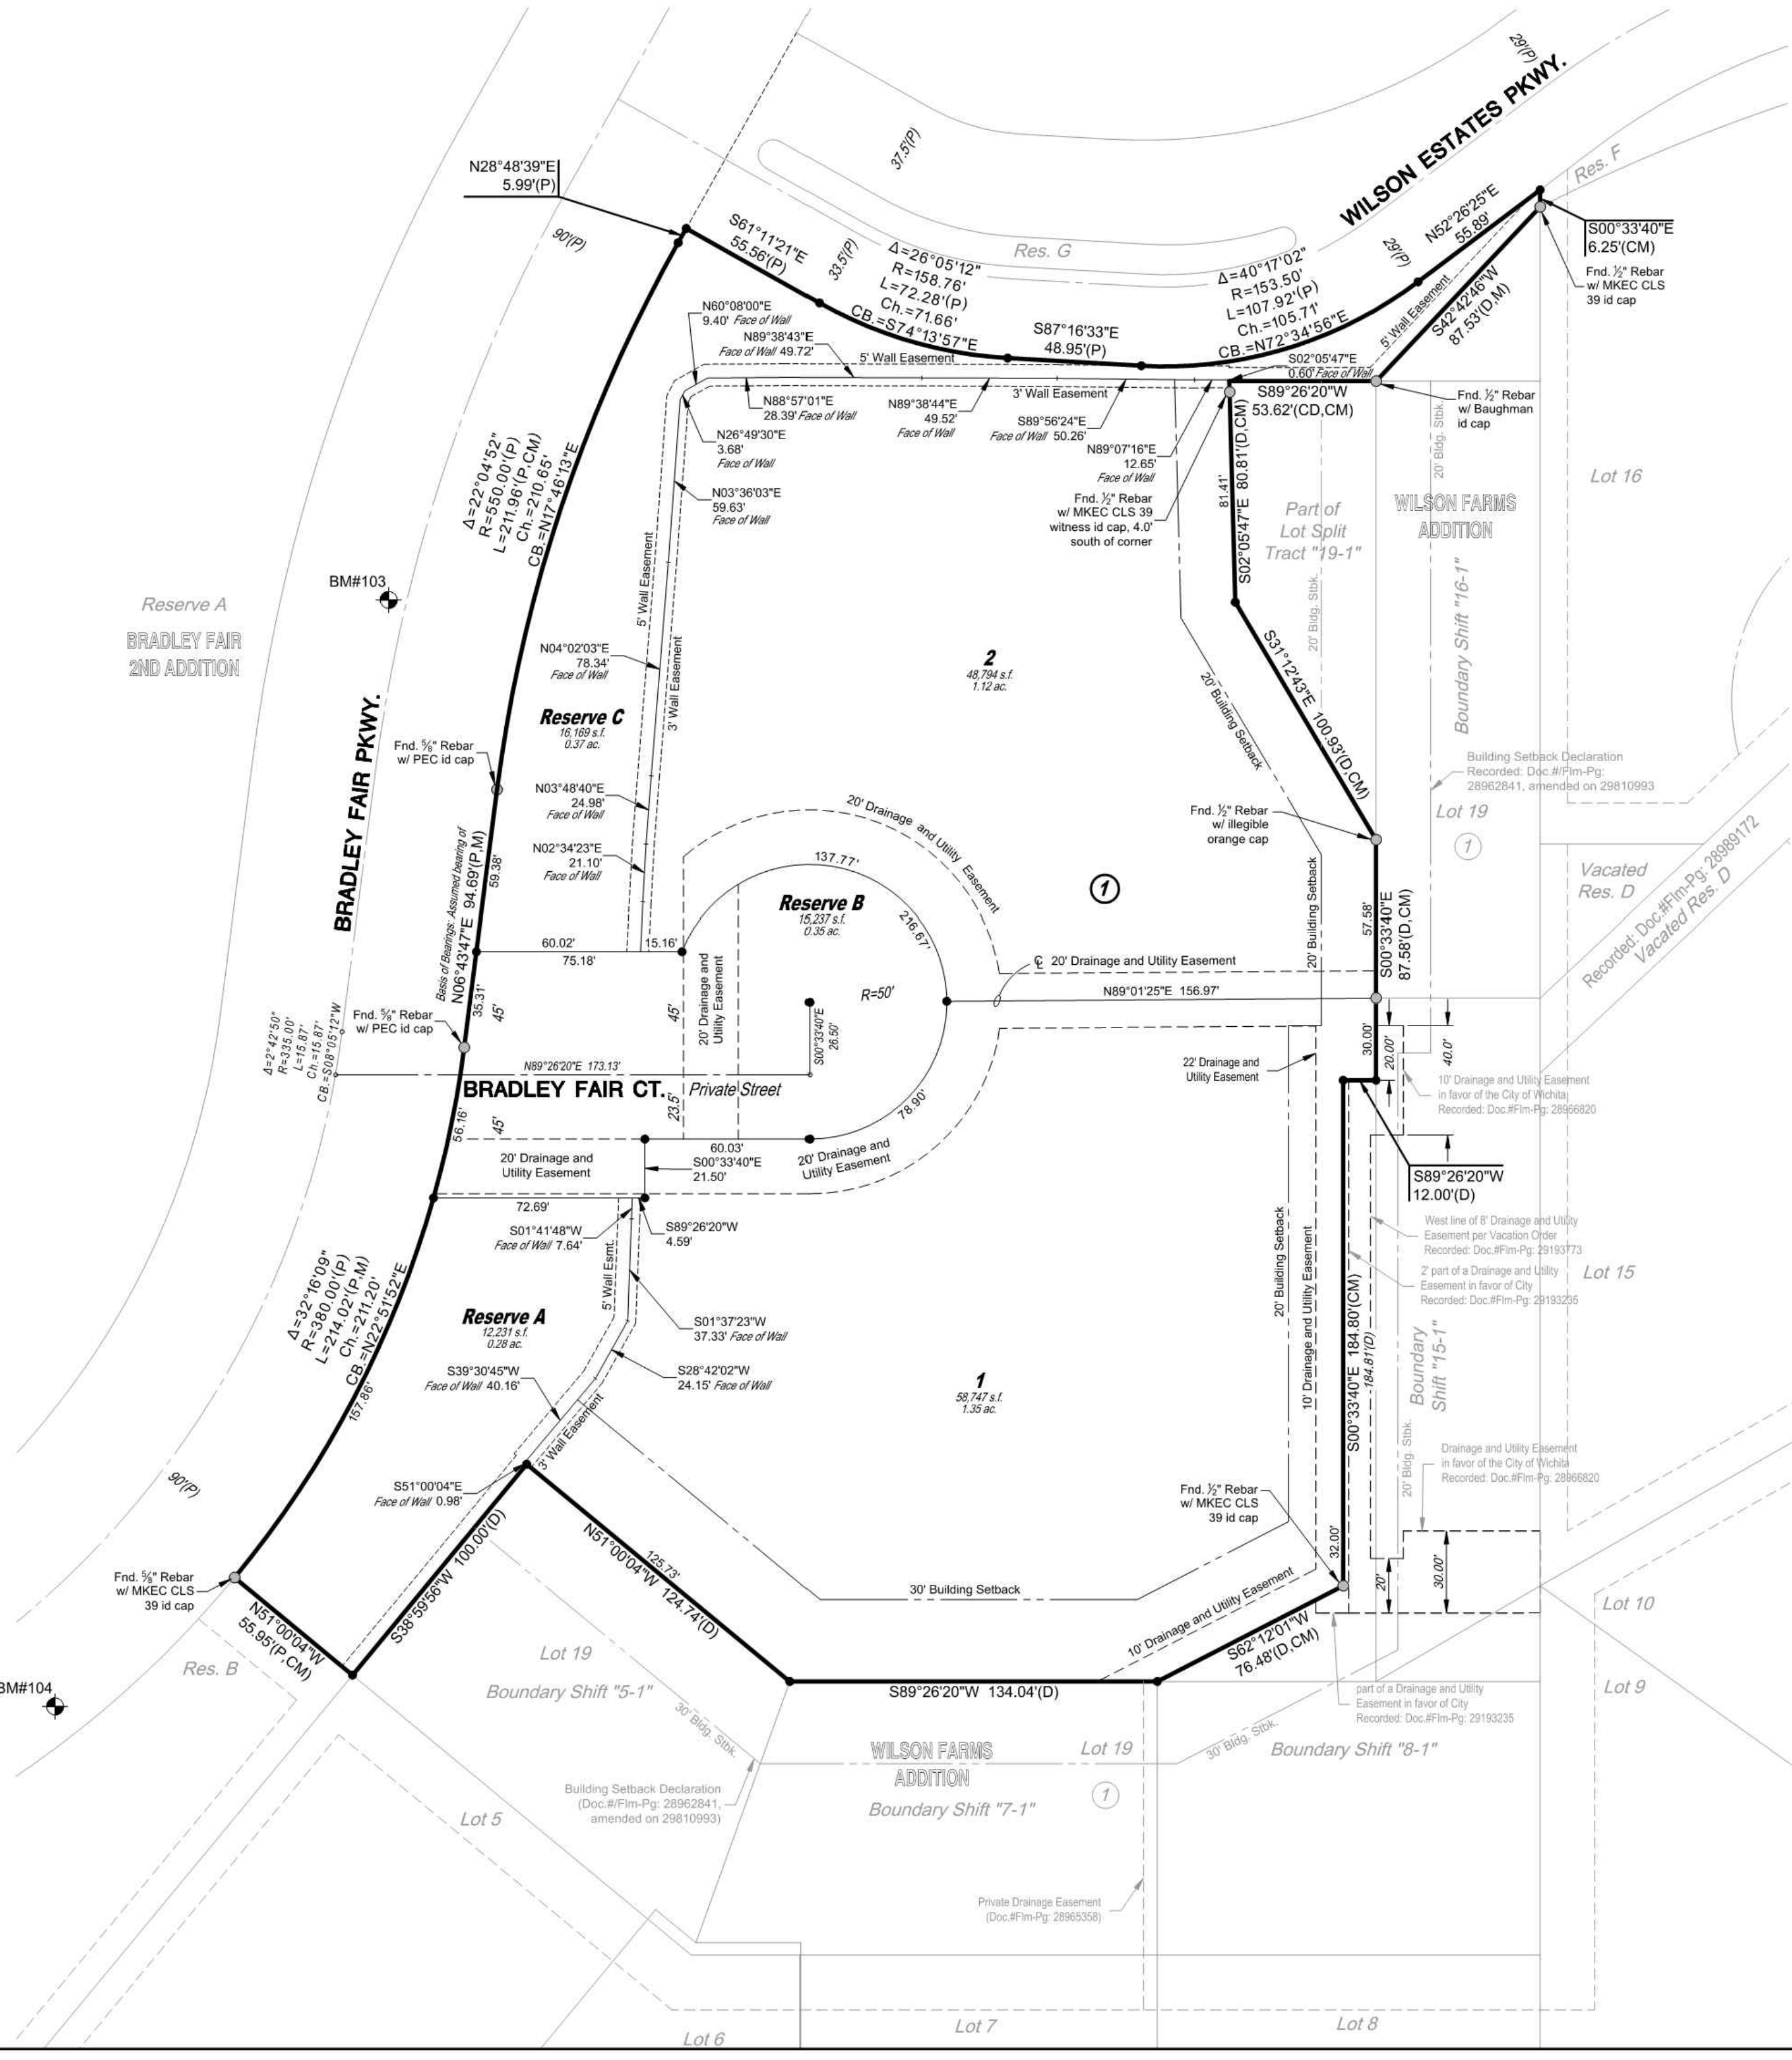 29'(P)
WILSON ESTATES PKWY.
37.5'(P)
Res. F
N28°48'39"E
5.99'(P)
90'(P)
S61°11'21"E
55.56'(P)
33.5'(P)
Res. G
Δ=26°05'12"
R=158.76'
L=72.28'(P)
Ch.=71.66'
CB.=S74°13'57"E
Δ=40°17'02"
R=153.50'
L=107.92'(P)
Ch.=105.71'
CB.=N72°34'56"E
29'(P)
N52°26'25"E
55.89'
S00°33'40"E
6.25'(CM)
Fnd. ½" Rebar
w/ MKEC CLS
39 id cap
5' Wall Easement
S42°42'46"W
87.53'(D,M)
N60°08'00"E
9.40' Face of Wall
N89°38'43"E
Face of Wall 49.72'
5' Wall Easement
S87°16'33"E
48.95'(P)
S02°05'47"E
0.60' Face of Wall
S89°26'20"W
53.62'(CD,CM)
Fnd. ½" Rebar
w/ Baughman
id cap
N88°57'01"E
28.39' Face of Wall
N89°38'44"E
49.52'
Face of Wall
3' Wall Easement
S89°56'24"E
Face of Wall 50.26'
N89°07'16"E
12.65'
Face of Wall
N26°49'30"E
3.68'
Face of Wall
N03°36'03"E
59.63'
Face of Wall
Fnd. ½" Rebar
w/ MKEC CLS 39
witness id cap, 4.0'
south of corner
81.41'
S02°05'47"E 80.81'(D,CM)
Part of
Lot Split
Tract "19-1"
20' Bldg. Stbk.
20' Bldg. Stbk.
WILSON FARMS
ADDITION
Boundary Shift "16-1"
Lot 16
Δ=22°04'52"
R=550.00'(P)
L=211.96'(P,CM)
Ch.=210.65'
CB.=N17°46'13"E
BM#103
Reserve A
BRADLEY FAIR
2ND ADDITION
BRADLEY FAIR PKWY.
5' Wall Easement
3' Wall Easement
N04°02'03"E
78.34'
Face of Wall
Reserve C
16,169 s.f.
0.37 ac.
2
48,794 s.f.
1.12 ac.
20' Building Setback
S31°12'43"E 100.93'(D,CM)
Fnd. ⅝" Rebar
w/ PEC id cap
N03°48'40"E
24.98'
Face of Wall
N02°34'23"E
21.10'
Face of Wall
20' Drainage and Utility Easement
Fnd. ½" Rebar
w/ illegible
orange cap
Building Setback Declaration
Recorded: Doc.#/Flm-Pg:
28962841, amended on 29810993
Lot 19
1
Vacated
Res. D
Recorded: Doc.#Flm-Pg: 28989172
Vacated Res. D
Basis of Bearings: Assumed bearing of
N06°43'47"E 94.69'(P,M)
59.38'
137.77'
Reserve B
15,237 s.f.
0.35 ac.
216.67'
1
20' Building Setback
57.58'
S00°33'40"E
87.58'(D,CM)
60.02'
15.16'
75.18'
20' Drainage and
Utility Easement
45'
R=50'
S00°33'40"E
26.50'
℄ 20' Drainage and Utility Easement
N89°01'25"E 156.97'
35.31'
45'
Fnd. ⅝" Rebar
w/ PEC id cap
Δ=2°42'50"
R=335.00'
L=15.87'
Ch.=15.87'
CB.=S08°05'12"W
N89°26'20"E 173.13'
BRADLEY FAIR CT.
Private Street
23.5'
78.90'
22' Drainage and
Utility Easement
30.00'
20.00'
40.0'
10' Drainage and Utility Easement
in favor of the City of Wichita
Recorded: Doc.#Flm-Pg: 28966820
56.16'
45'
20' Drainage and
Utility Easement
60.03'
S00°33'40"E
21.50'
20' Drainage and
Utility Easement
S89°26'20"W
12.00'(D)
72.69'
S01°41'48"W
Face of Wall 7.64'
S89°26'20"W
4.59'
5' Wall Esmt.
20' Building Setback
10' Drainage and Utility Easement
S00°33'40"E 184.80'(CM)
184.81'(D)
West line of 8' Drainage and Utility
Easement per Vacation Order
Recorded: Doc.#Flm-Pg: 29193773
2' part of a Drainage and Utility
Easement in favor of City
Recorded: Doc.#Flm-Pg: 29193235
Lot 15
Boundary
Shift "15-1"
Δ=32°16'09"
R=380.00'(P)
L=214.02'(P,M)
Ch.=211.20'
CB.=N22°51'52"E
157.86'
Reserve A
12,231 s.f.
0.28 ac.
S01°37'23"W
37.33' Face of Wall
S39°30'45"W
Face of Wall 40.16'
S28°42'02"W
24.15' Face of Wall
1
58,747 s.f.
1.35 ac.
3' Wall Easement
90'(P)
S51°00'04"E
Face of Wall 0.98'
20' Bldg. Stbk.
Drainage and Utility Easement
in favor of the City of Wichita
Recorded: Doc.#Flm-Pg: 28966820
Fnd. ½" Rebar
w/ MKEC CLS
39 id cap
32.00'
20'
30.00'
Fnd. ⅝" Rebar
w/ MKEC CLS
39 id cap
N51°00'04"W
55.95'(P,CM)
S38°59'56"W 100.00'(D)
125.73'
N51°00'04"W 124.74'(D)
30' Building Setback
10' Drainage and Utility Easement
S62°12'01"W
76.48'(D,CM)
Lot 10
Res. B
Lot 19
Boundary Shift "5-1"
S89°26'20"W 134.04'(D)
part of a Drainage and Utility
Easement in favor of City
Recorded: Doc.#Flm-Pg: 29193235
Lot 9
BM#104
30' Bldg. Stbk.
WILSON FARMS
ADDITION
Lot 19
1
30' Bldg. Stbk.
Boundary Shift "8-1"
Building Setback Declaration
(Doc.#/Flm-Pg: 28962841,
amended on 29810993)
Boundary Shift "7-1"
Lot 5
Private Drainage Easement
(Doc.#Flm-Pg: 28965358)
Lot 6
Lot 7
Lot 8